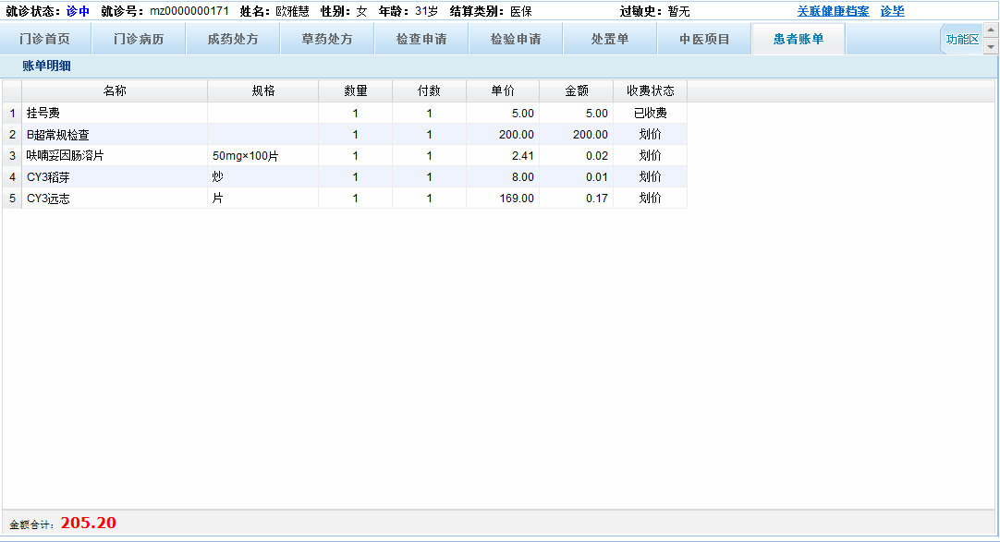 就诊状态：诊中 就诊号：mz0000000171 姓名：欧雅慧 性别：女 年龄：31岁 结算类别：医保 过敏史：暂无 关联健康档案 诊毕
门诊首页 门诊病历 成药处方 草药处方 检查申请 检验申请 处置单 中医项目 患者账单 功能区
账单明细
名称 规格 数量 付数 单价 金额 收费状态
1 挂号费 1 1 5.00 5.00 已收费
2 B超常规检查 1 1 200.00 200.00 划价
3 呋喃妥因肠溶片 50mg×100片 1 1 2.41 0.02 划价
4 CY3稻芽 炒 1 1 8.00 0.01 划价
5 CY3远志 片 1 1 169.00 0.17 划价
金额合计：205.20